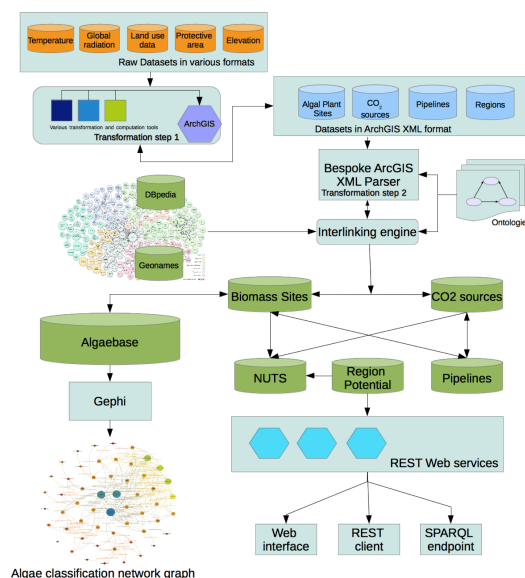 Temperature
Global
radiation
Land use
data
Protective
area
Elevation
Raw Datasets in various formats
Various transformation and computation tools
ArchGIS
Transformation step 1
Algal Plant
Sites
CO2
sources
Pipelines
Regions
Datasets in ArchGIS XML format
Bespoke ArcGIS
XML Parser
Transformation step 2
Ontologie
DBpedia
Geonames
Interlinking engine
Biomass Sites
CO2 sources
Algaebase
NUTS
Region
Potential
Pipelines
Gephi
REST Web services
Web
interface
REST
client
SPARQL
endpoint
Algae classification network graph